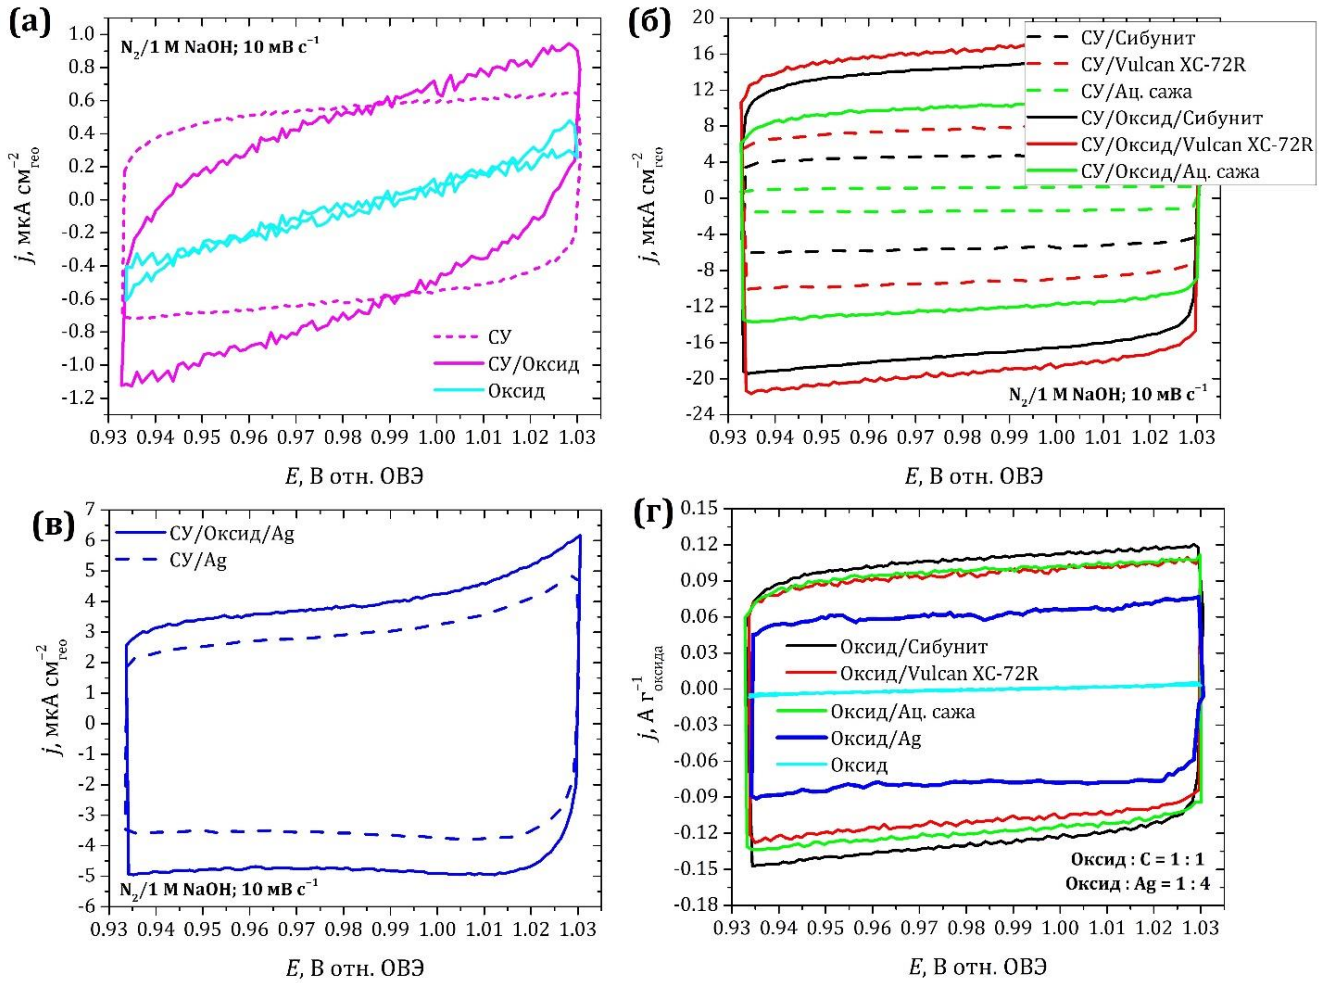 (а)
N₂/1 М NaOH; 10 мВ с⁻¹
1.0
0.8
0.6
0.4
0.2
0.0
-0.2
-0.4
-0.6
-0.8
-1.0
-1.2
j, мкА см⁻²гео
СУ
СУ/Оксид
Оксид
0.93 0.94 0.95 0.96 0.97 0.98 0.99 1.00 1.01 1.02 1.03
E, В отн. ОВЭ
(б)
20
16
12
8
4
0
-4
-8
-12
-16
-20
-24
j, мкА см⁻²гео
СУ/Сибунит
СУ/Vulcan XC-72R
СУ/Ац. сажа
СУ/Оксид/Сибунит
СУ/Оксид/Vulcan XC-72R
СУ/Оксид/Ац. сажа
N₂/1 М NaOH; 10 мВ с⁻¹
0.93 0.94 0.95 0.96 0.97 0.98 0.99 1.00 1.01 1.02 1.03
E, В отн. ОВЭ
(в)
7
6
5
4
3
2
1
0
-1
-2
-3
-4
-5
-6
j, мкА см⁻²гео
СУ/Оксид/Ag
СУ/Ag
N₂/1 М NaOH; 10 мВ с⁻¹
0.93 0.94 0.95 0.96 0.97 0.98 0.99 1.00 1.01 1.02 1.03
E, В отн. ОВЭ
(г)
0.15
0.12
0.09
0.06
0.03
0.00
-0.03
-0.06
-0.09
-0.12
-0.15
-0.18
j, А г⁻¹оксида
Оксид/Сибунит
Оксид/Vulcan XC-72R
Оксид/Ац. сажа
Оксид/Ag
Оксид
Оксид : С = 1 : 1
Оксид : Ag = 1 : 4
0.93 0.94 0.95 0.96 0.97 0.98 0.99 1.00 1.01 1.02 1.03
E, В отн. ОВЭ